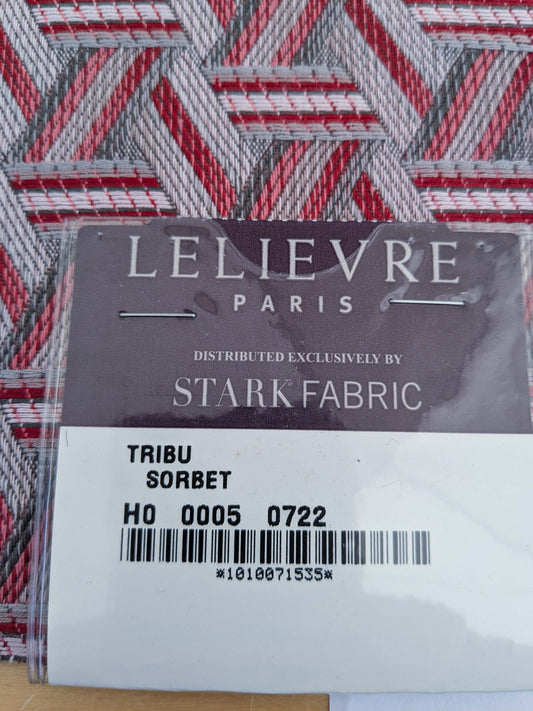 LELIEVRE
PARIS
DISTRIBUTED EXCLUSIVELY BY
STARK FABRIC
TRIBU
SORBET
H0 0005 0722
*1010071535*